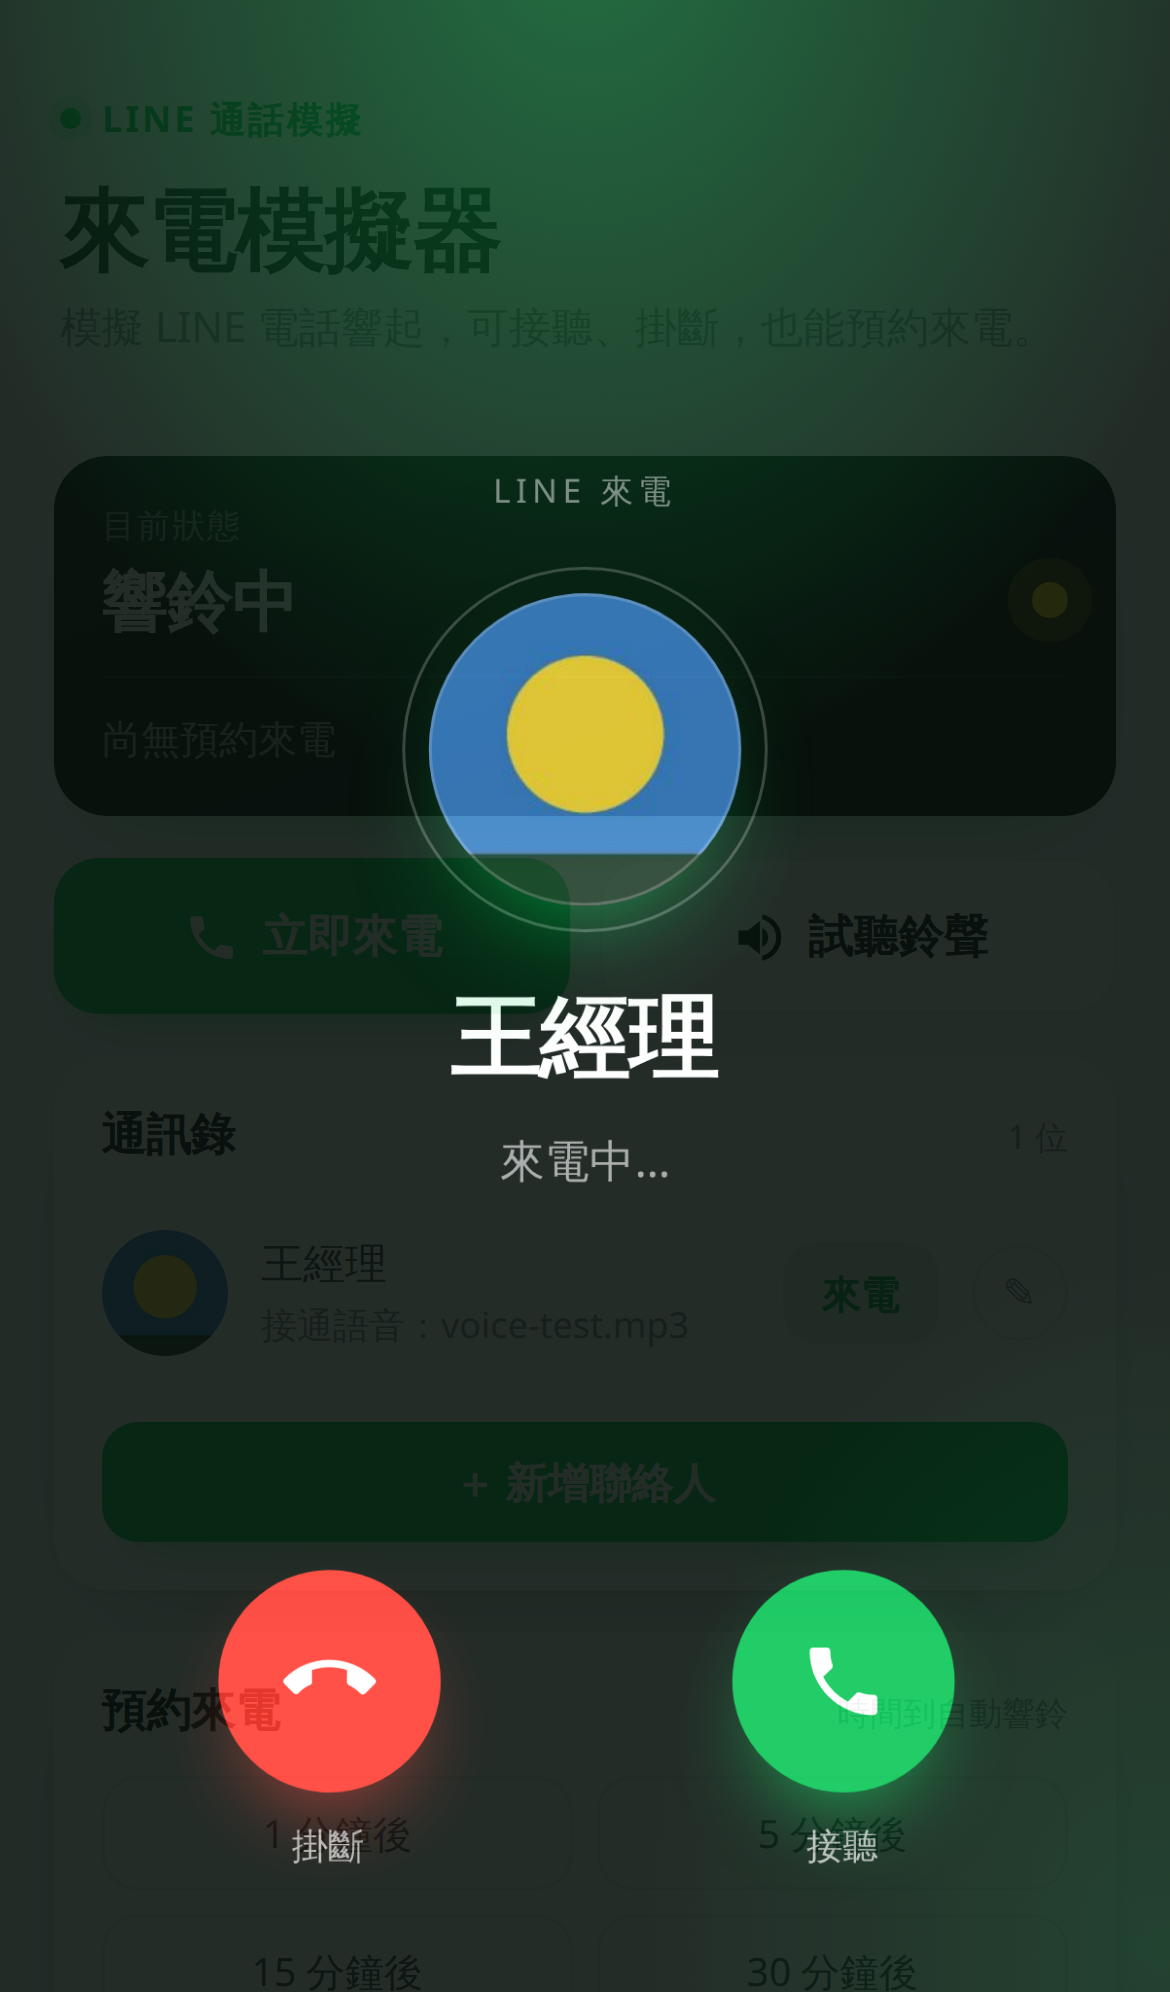 LINE 通話模擬
來電模擬器
模擬 LINE 電話響起，可接聽、掛斷，也能預約來電。
LINE 來電
目前狀態
響鈴中
尚無預約來電
立即來電
試聽鈴聲
王經理
來電中...
通訊錄
1 位
王經理
接通語音：voice-test.mp3
來電
+ 新增聯絡人
預約來電
時間到自動響鈴
1 分鐘後
5 分鐘後
掛斷
接聽
15 分鐘後
30 分鐘後